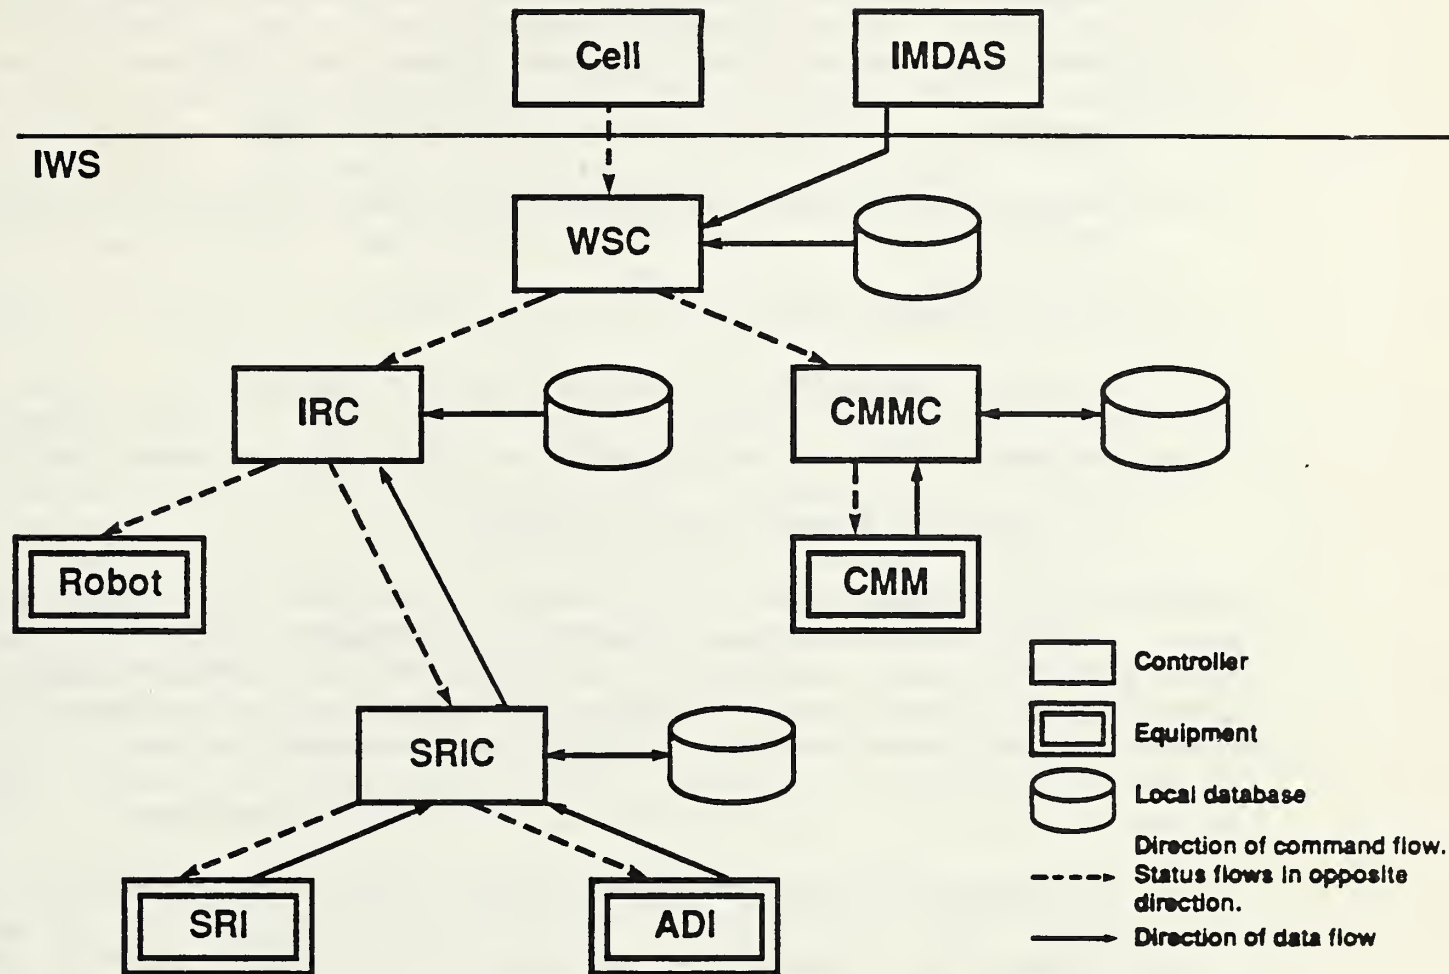 Cell
IMDAS
IWS
WSC
IRC
CMMC
Robot
CMM
Controller
Equipment
SRIC
Local database
Direction of command flow.
Status flows in opposite
direction.
SRI
ADI
Direction of data flow